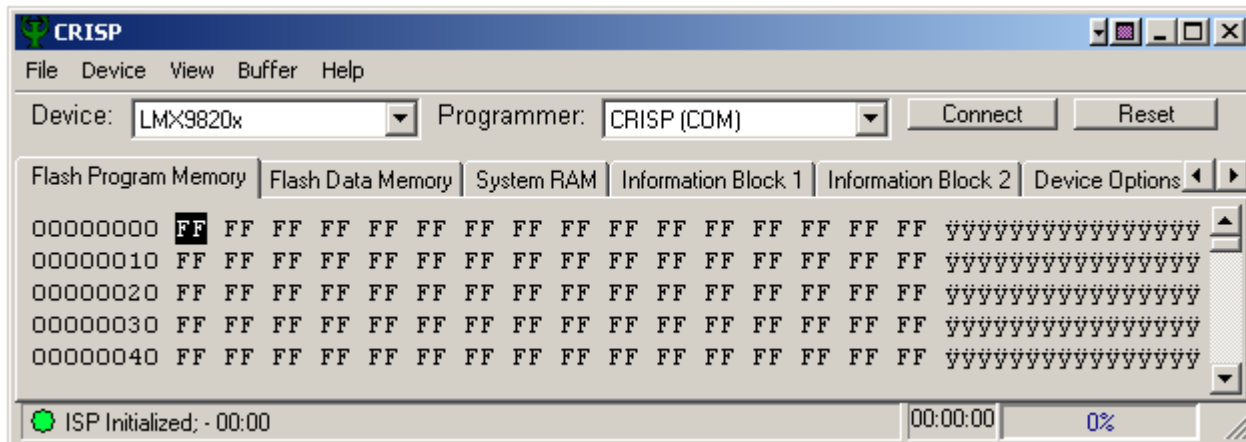 CRISP
File Device View Buffer Help
Device: LMX9820x Programmer: CRISP (COM) Connect Reset
Flash Program Memory Flash Data Memory System RAM Information Block 1 Information Block 2 Device Options
00000000 FF FF FF FF FF FF FF FF FF FF FF FF FF FF FF FF ÿÿÿÿÿÿÿÿÿÿÿÿÿÿÿÿ
00000010 FF FF FF FF FF FF FF FF FF FF FF FF FF FF FF FF ÿÿÿÿÿÿÿÿÿÿÿÿÿÿÿÿ
00000020 FF FF FF FF FF FF FF FF FF FF FF FF FF FF FF FF ÿÿÿÿÿÿÿÿÿÿÿÿÿÿÿÿ
00000030 FF FF FF FF FF FF FF FF FF FF FF FF FF FF FF FF ÿÿÿÿÿÿÿÿÿÿÿÿÿÿÿÿ
00000040 FF FF FF FF FF FF FF FF FF FF FF FF FF FF FF FF ÿÿÿÿÿÿÿÿÿÿÿÿÿÿÿÿ
ISP Initialized; - 00:00 00:00:00 0%